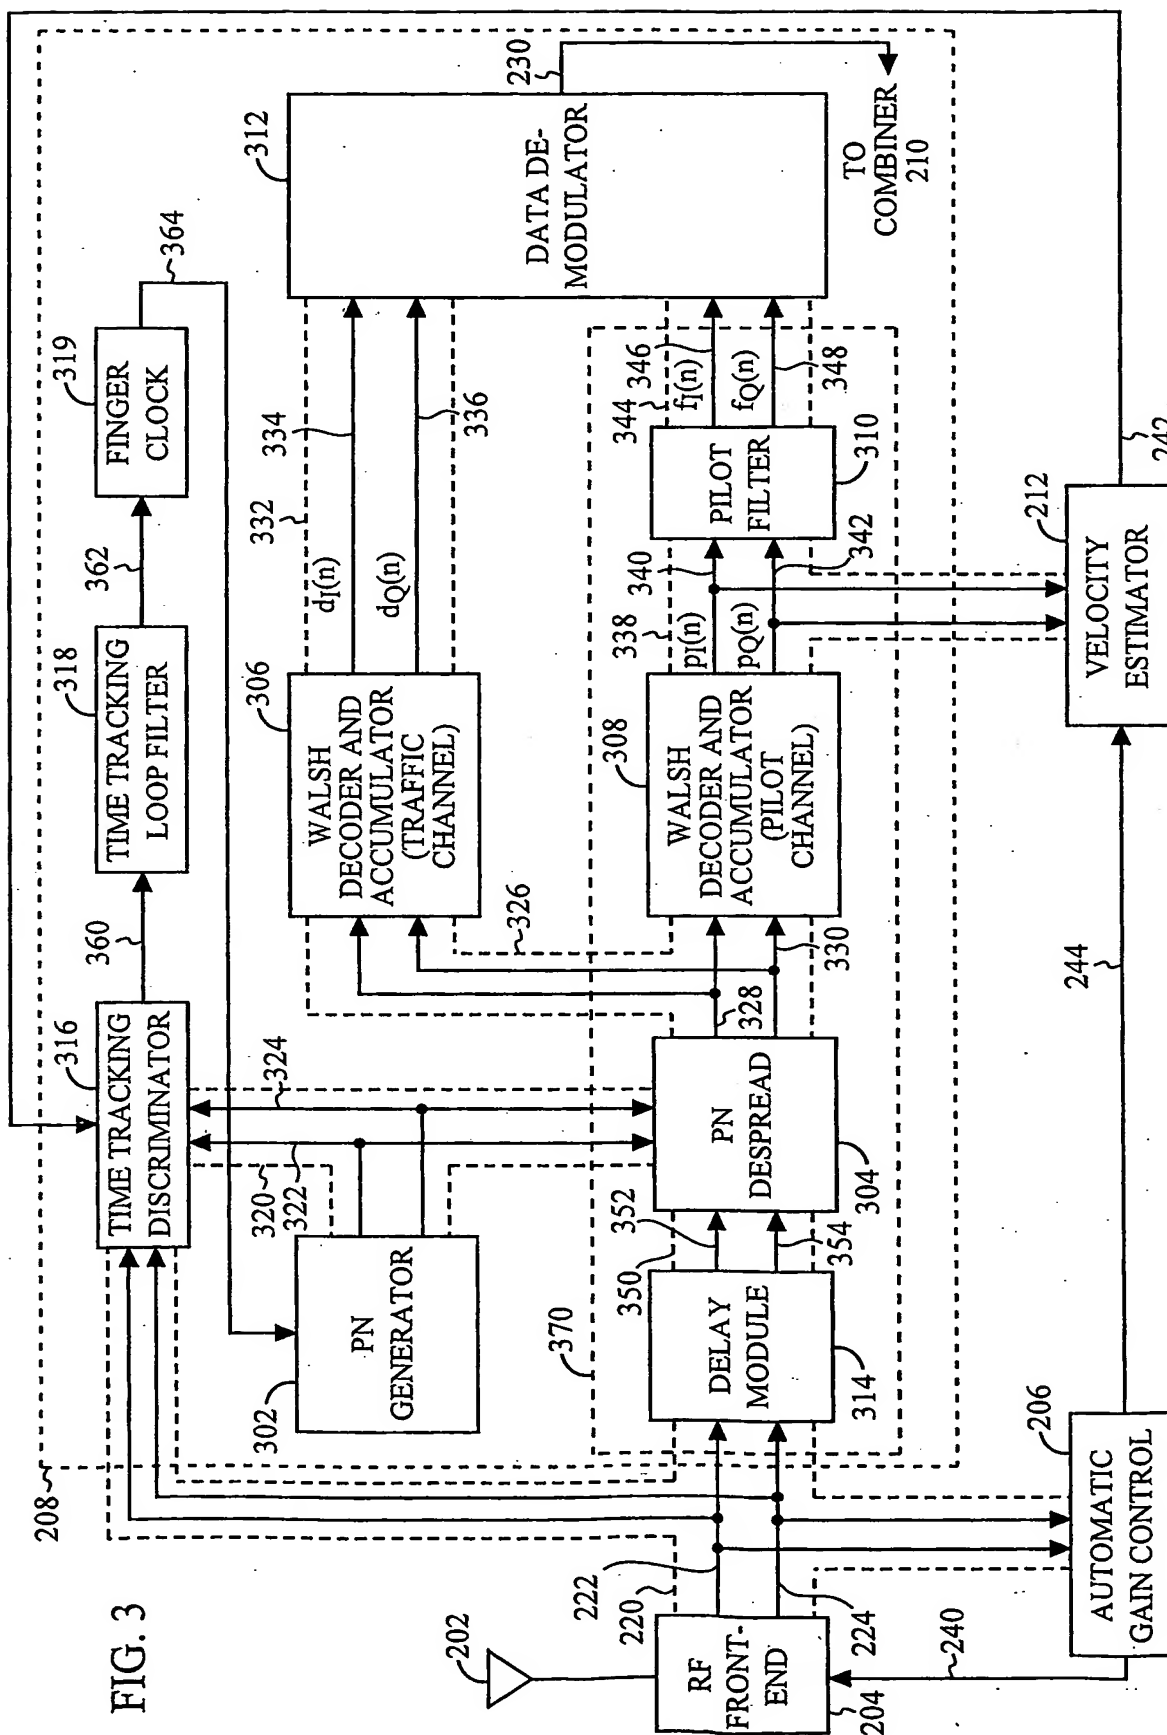 FIG. 3
208
202
RF
FRONT-
END
204
220
222
224
240
206
AUTOMATIC
GAIN CONTROL
244
316
TIME TRACKING
DISCRIMINATOR
360
318
TIME TRACKING
LOOP FILTER
362
319
FINGER
CLOCK
364
302
PN
GENERATOR
320
322
324
370
DELAY
MODULE
314
350
352
354
PN
DESPREAD
304
328
330
326
306
WALSH
DECODER AND
ACCUMULATOR
(TRAFFIC
CHANNEL)
332
334
dI(n)
dQ(n)
336
308
WALSH
DECODER AND
ACCUMULATOR
(PILOT
CHANNEL)
338
340
pI(n)
pQ(n)
342
PILOT
FILTER
310
344
346
fI(n)
fQ(n)
348
312
DATA DE-
MODULATOR
230
TO
COMBINER
210
212
VELOCITY
ESTIMATOR
242